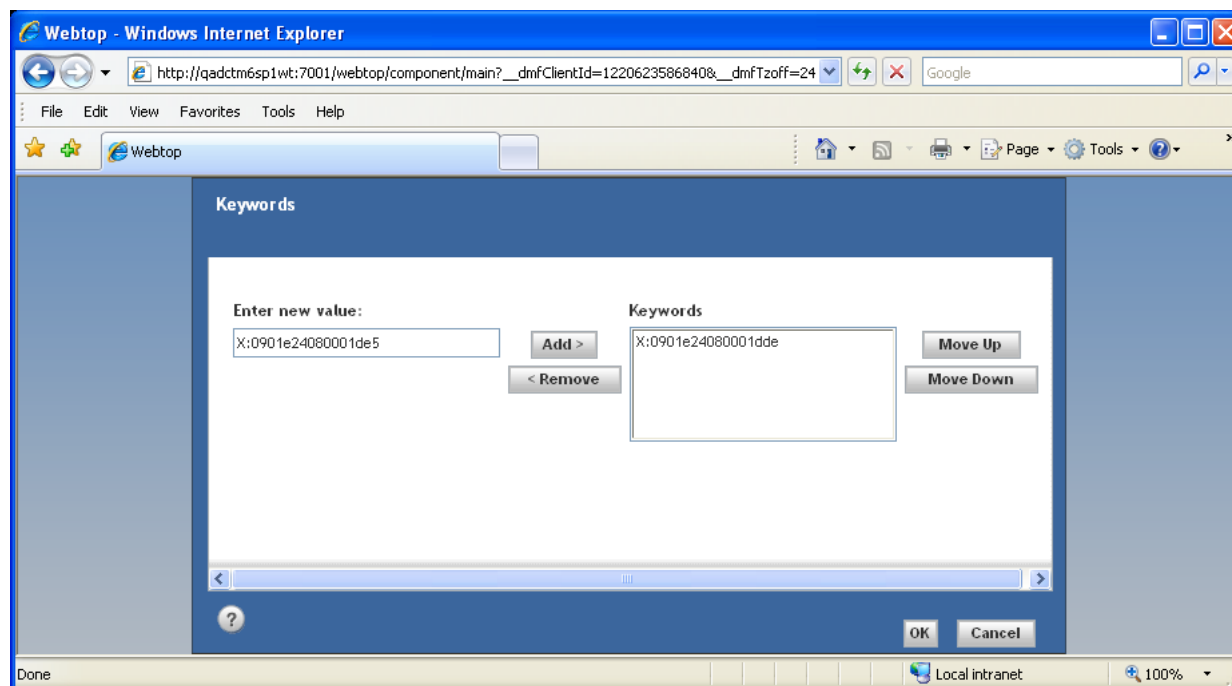 Webtop - Windows Internet Explorer
http://qadctm6sp1wt:7001/webtop/component/main?__dmfClientId=1220623586840&__dmfTzoff=24
Google
File Edit View Favorites Tools Help
Webtop
Page Tools
Keywords
Enter new value:
Keywords
X:0901e24080001de5
Add >
X:0901e24080001dde
Move Up
< Remove
Move Down
?
OK Cancel
Done
Local intranet
100%